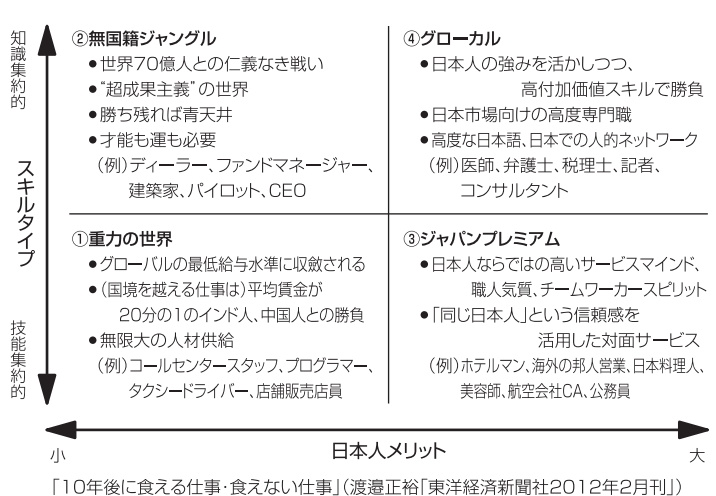 知識集約的
スキルタイプ
技能集約的
②無国籍ジャングル
●世界70億人との仁義なき戦い
●“超成果主義”の世界
●勝ち残れば青天井
●才能も運も必要
(例)ディーラー、ファンドマネージャー、
建築家、パイロット、CEO
④グローカル
●日本人の強みを活かしつつ、
高付加価値スキルで勝負
●日本市場向けの高度専門職
●高度な日本語、日本での人的ネットワーク
(例)医師、弁護士、税理士、記者、
コンサルタント
①重力の世界
●グローバルの最低給与水準に収斂される
●(国境を越える仕事は)平均賃金が
20分の1のインド人、中国人との勝負
●無限大の人材供給
(例)コールセンタースタッフ、プログラマー、
タクシードライバー、店舗販売店員
③ジャパンプレミアム
●日本人ならではの高いサービスマインド、
職人気質、チームワーカースピリット
●「同じ日本人」という信頼感を
活用した対面サービス
(例)ホテルマン、海外の邦人営業、日本料理人、
美容師、航空会社CA、公務員
小
日本人メリット
大
「10年後に食える仕事・食えない仕事」(渡邉正裕「東洋経済新聞社2012年2月刊」)